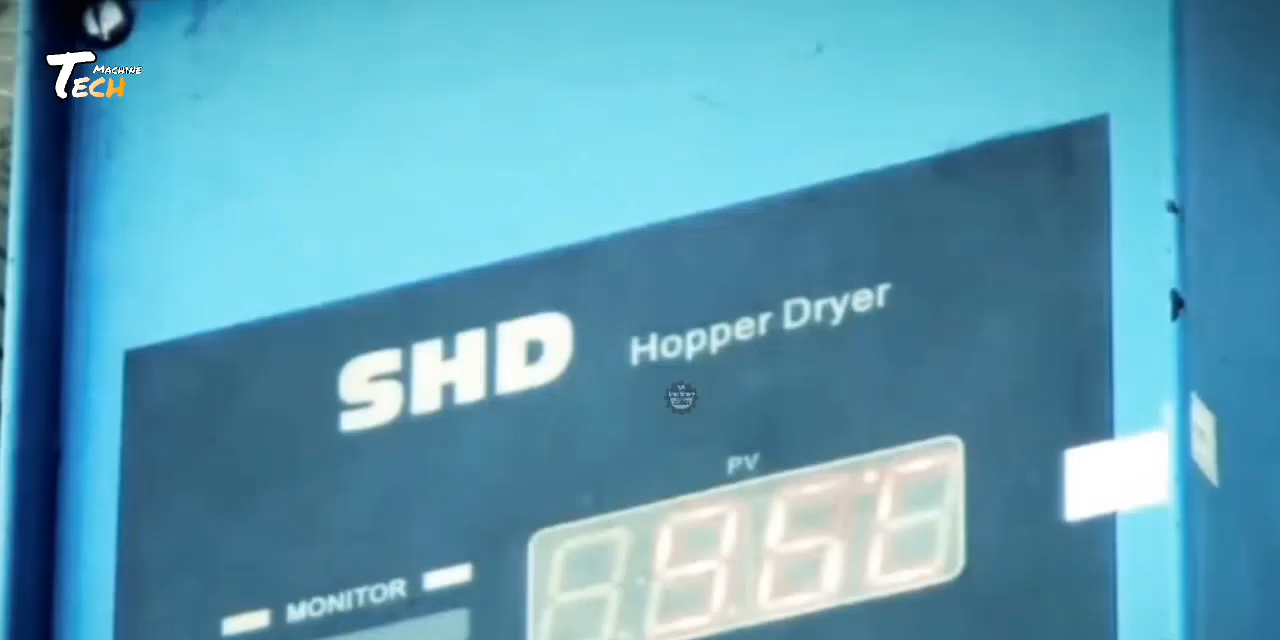 MACHINE
TECH
SHD Hopper Dryer
PV
MONITOR